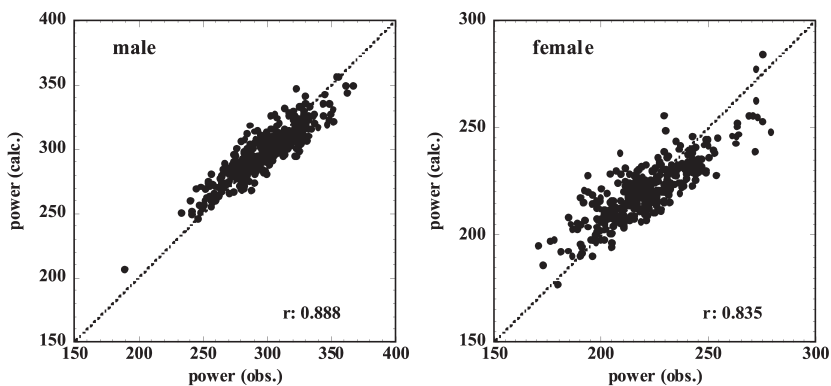 male
400
350
300
250
200
150
power (calc.)
150 200 250 300 350 400
power (obs.)
r: 0.888
female
300
250
200
150
power (calc.)
150 200 250 300
power (obs.)
r: 0.835